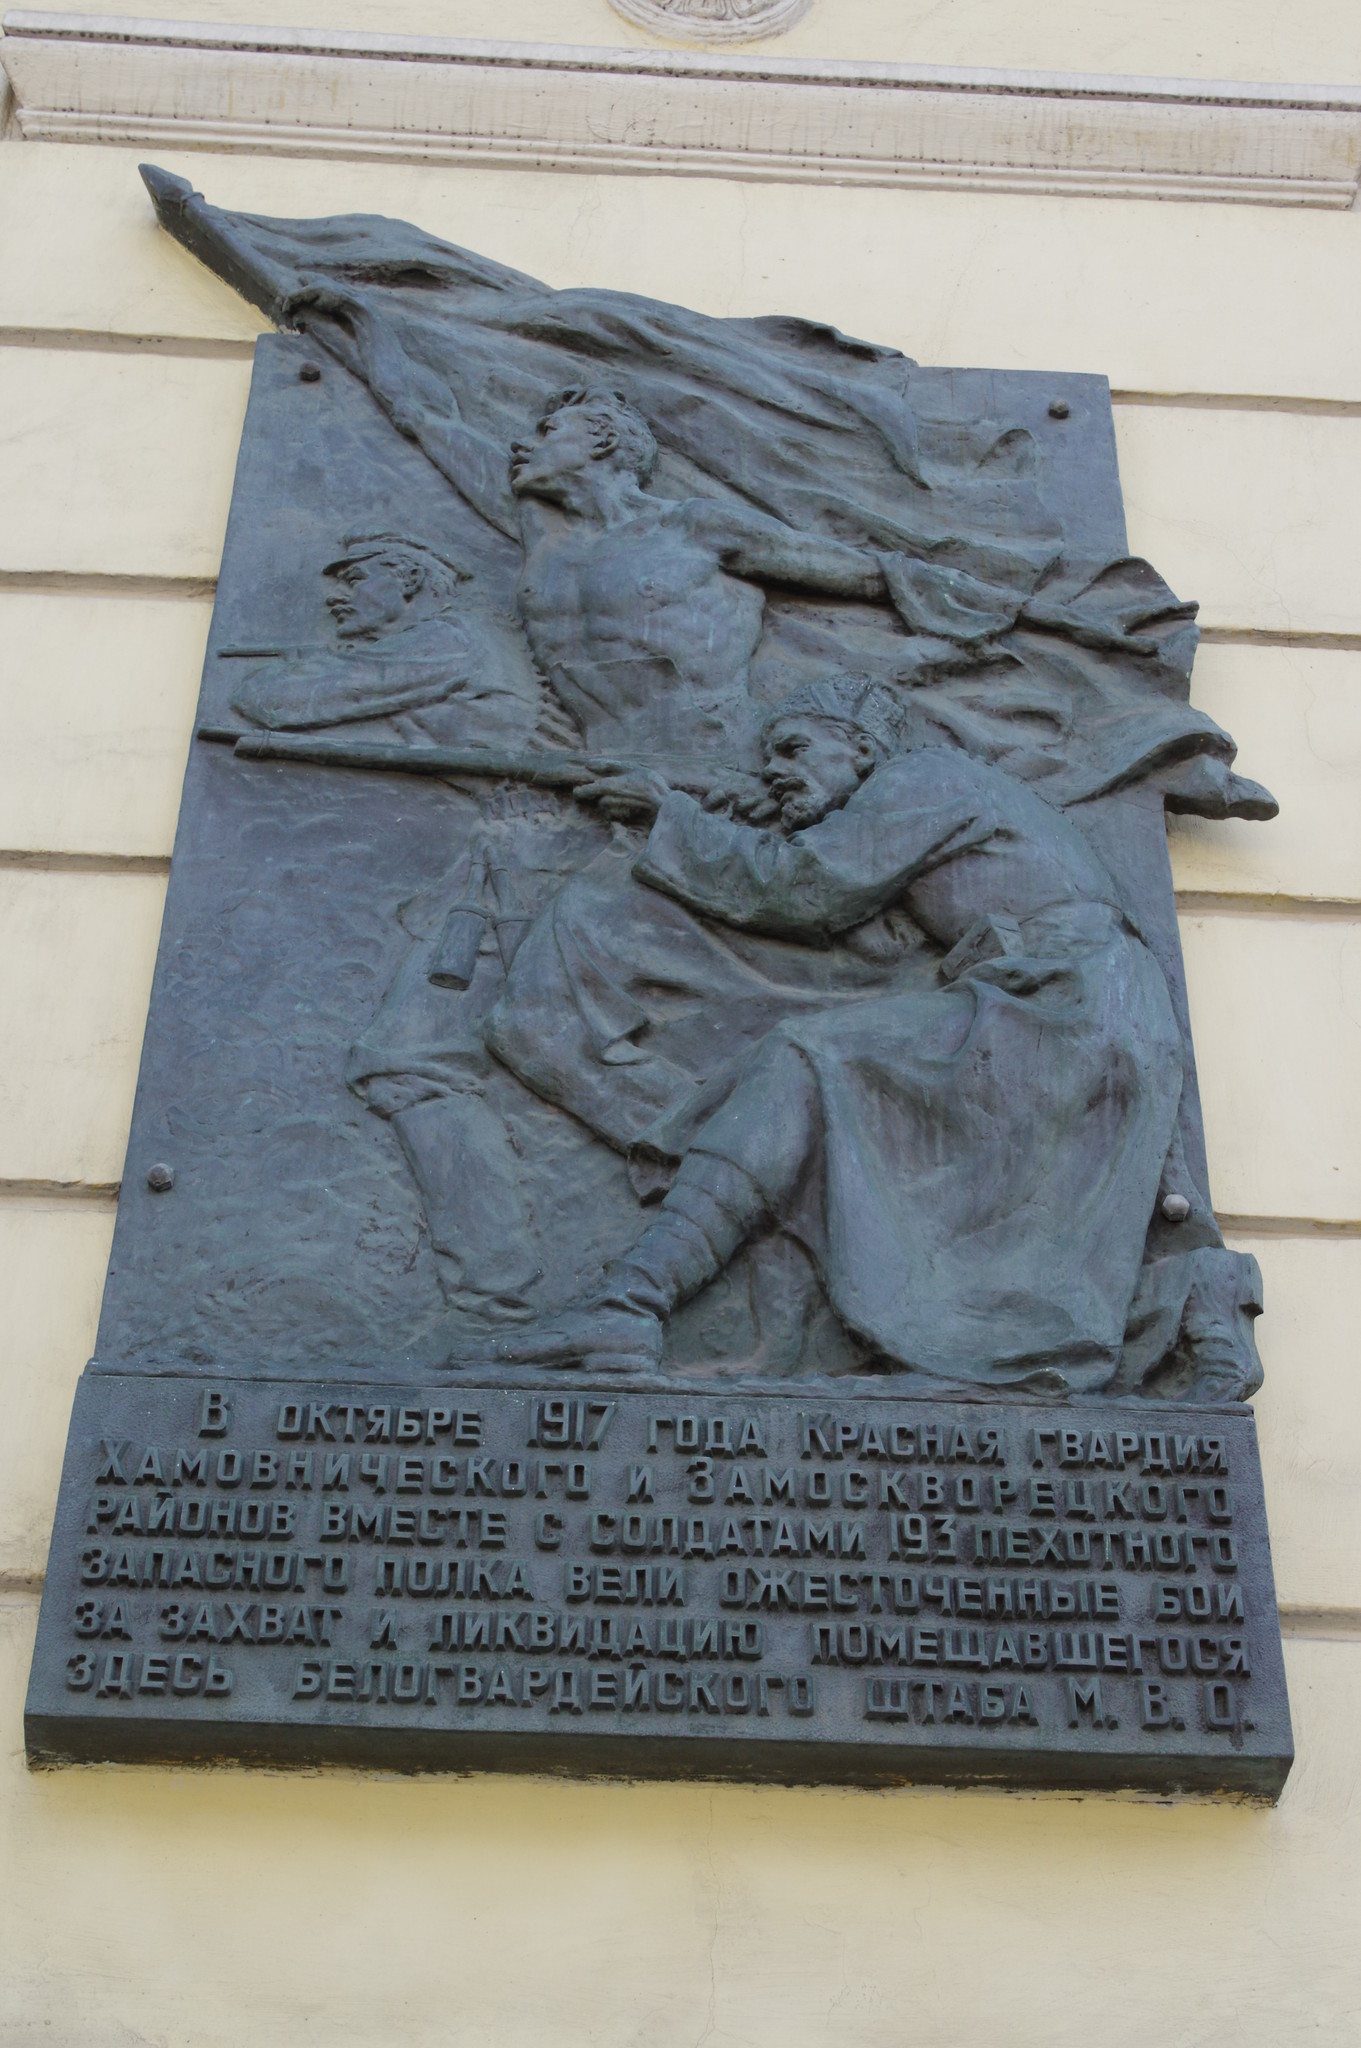 В ОКТЯБРЕ 1917 ГОДА КРАСНАЯ ГВАРДИЯ
ХАМОВНИЧЕСКОГО И ЗАМОСКВОРЕЦКОГО
РАЙОНОВ ВМЕСТЕ С СОЛДАТАМИ 193 ПЕХОТНОГО
ЗАПАСНОГО ПОЛКА ВЕЛИ ОЖЕСТОЧЕННЫЕ БОИ
ЗА ЗАХВАТ И ЛИКВИДАЦИЮ ПОМЕЩАВШЕГОСЯ
ЗДЕСЬ БЕЛОГВАРДЕЙСКОГО ШТАБА М. В. О.